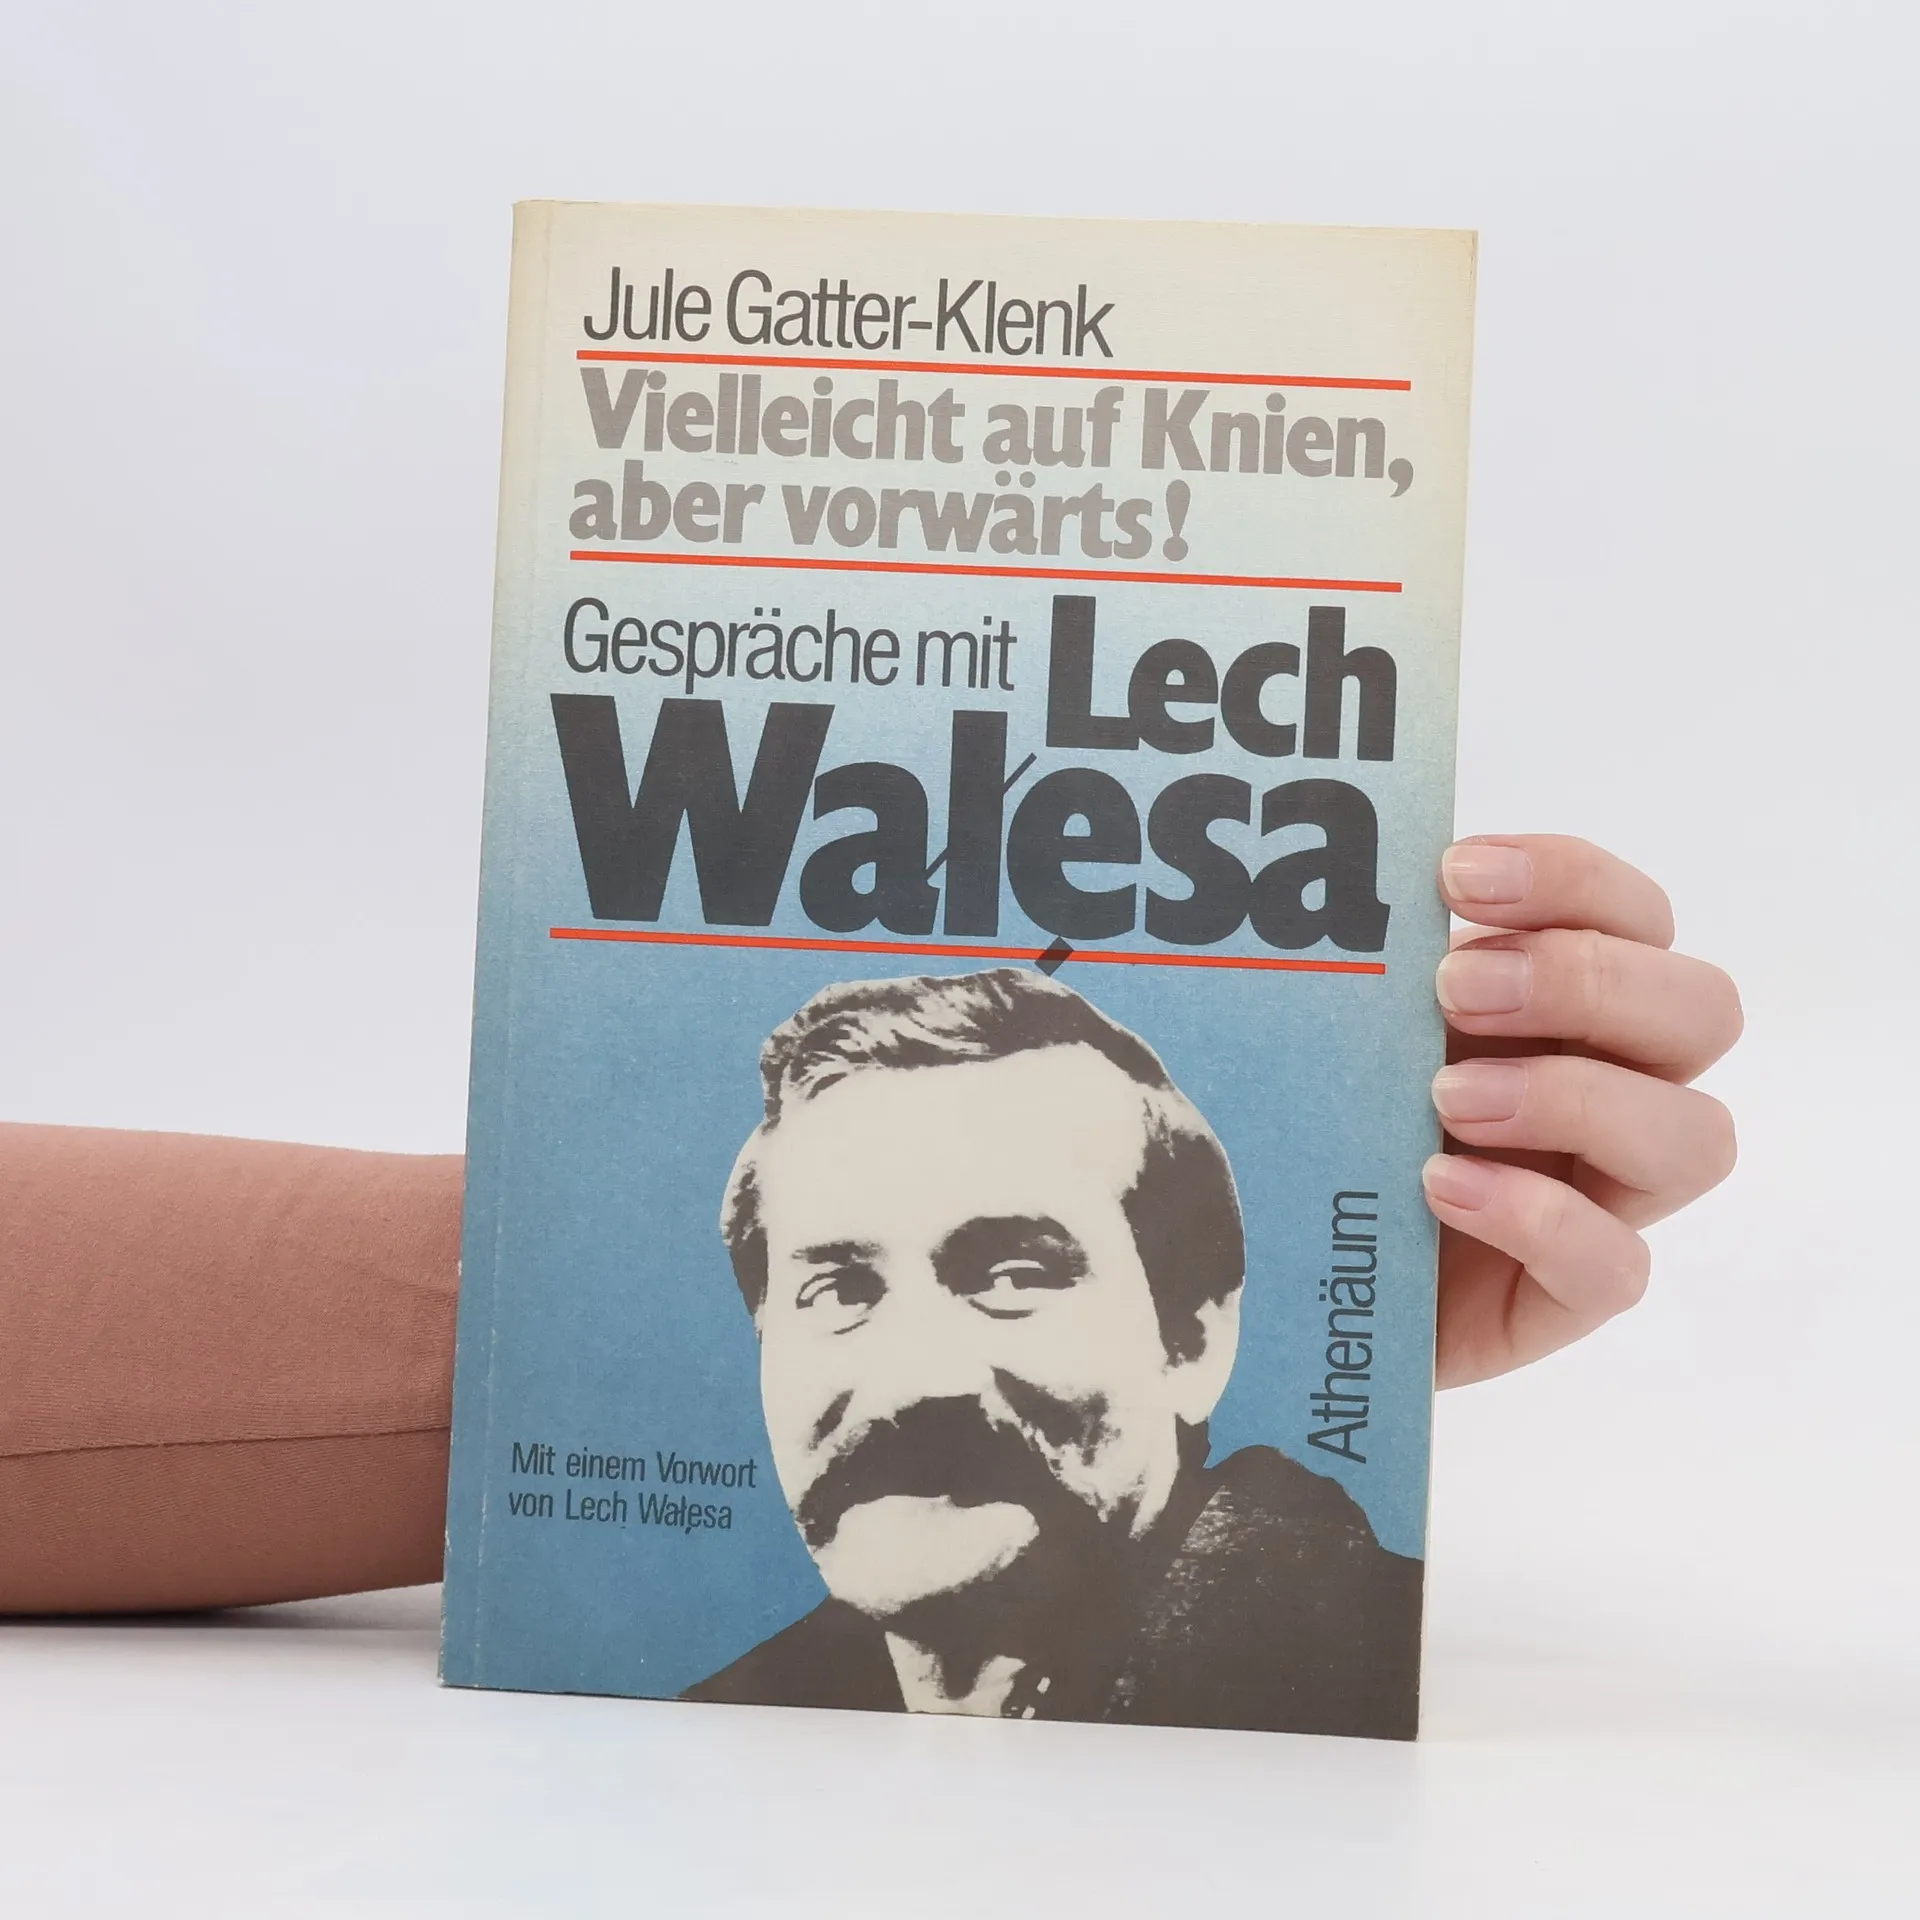 Jule Gatter-Klenk
Vielleicht auf Knien,
aber vorwärts!
Gespräche mit Lech
Wałęsa
Athenäum
Mit einem Vorwort
von Lech Wałęsa